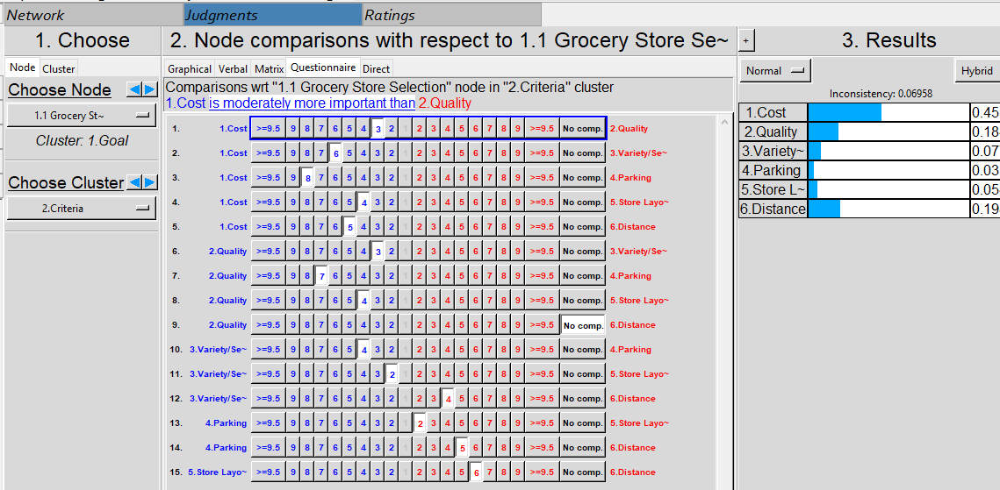 Network Judgments Ratings
1. Choose
2. Node comparisons with respect to 1.1 Grocery Store Se~
+ 3. Results
Node Cluster
Graphical Verbal Matrix Questionnaire Direct
Normal Hybrid
Choose Node
Comparisons wrt "1.1 Grocery Store Selection" node in "2.Criteria" cluster
1.Cost is moderately more important than 2.Quality
Inconsistency: 0.06958
1.1 Grocery St~
Cluster: 1.Goal
Choose Cluster
2.Criteria
1. 1.Cost >=9.5 9 8 7 6 5 4 3 2 1 2 3 4 5 6 7 8 9 >=9.5 No comp. 2.Quality
2. 1.Cost >=9.5 9 8 7 6 5 4 3 2 1 2 3 4 5 6 7 8 9 >=9.5 No comp. 3.Variety/Se~
3. 1.Cost >=9.5 9 8 7 6 5 4 3 2 1 2 3 4 5 6 7 8 9 >=9.5 No comp. 4.Parking
4. 1.Cost >=9.5 9 8 7 6 5 4 3 2 1 2 3 4 5 6 7 8 9 >=9.5 No comp. 5.Store Layo~
5. 1.Cost >=9.5 9 8 7 6 5 4 3 2 1 2 3 4 5 6 7 8 9 >=9.5 No comp. 6.Distance
6. 2.Quality >=9.5 9 8 7 6 5 4 3 2 1 2 3 4 5 6 7 8 9 >=9.5 No comp. 3.Variety/Se~
7. 2.Quality >=9.5 9 8 7 6 5 4 3 2 1 2 3 4 5 6 7 8 9 >=9.5 No comp. 4.Parking
8. 2.Quality >=9.5 9 8 7 6 5 4 3 2 1 2 3 4 5 6 7 8 9 >=9.5 No comp. 5.Store Layo~
9. 2.Quality >=9.5 9 8 7 6 5 4 3 2 1 2 3 4 5 6 7 8 9 >=9.5 No comp. 6.Distance
10. 3.Variety/Se~ >=9.5 9 8 7 6 5 4 3 2 1 2 3 4 5 6 7 8 9 >=9.5 No comp. 4.Parking
11. 3.Variety/Se~ >=9.5 9 8 7 6 5 4 3 2 1 2 3 4 5 6 7 8 9 >=9.5 No comp. 5.Store Layo~
12. 3.Variety/Se~ >=9.5 9 8 7 6 5 4 3 2 1 2 3 4 5 6 7 8 9 >=9.5 No comp. 6.Distance
13. 4.Parking >=9.5 9 8 7 6 5 4 3 2 1 2 3 4 5 6 7 8 9 >=9.5 No comp. 5.Store Layo~
14. 4.Parking >=9.5 9 8 7 6 5 4 3 2 1 2 3 4 5 6 7 8 9 >=9.5 No comp. 6.Distance
15. 5.Store Layo~ >=9.5 9 8 7 6 5 4 3 2 1 2 3 4 5 6 7 8 9 >=9.5 No comp. 6.Distance
1.Cost 0.45
2.Quality 0.18
3.Variety~ 0.07
4.Parking 0.03
5.Store L~ 0.05
6.Distance 0.19